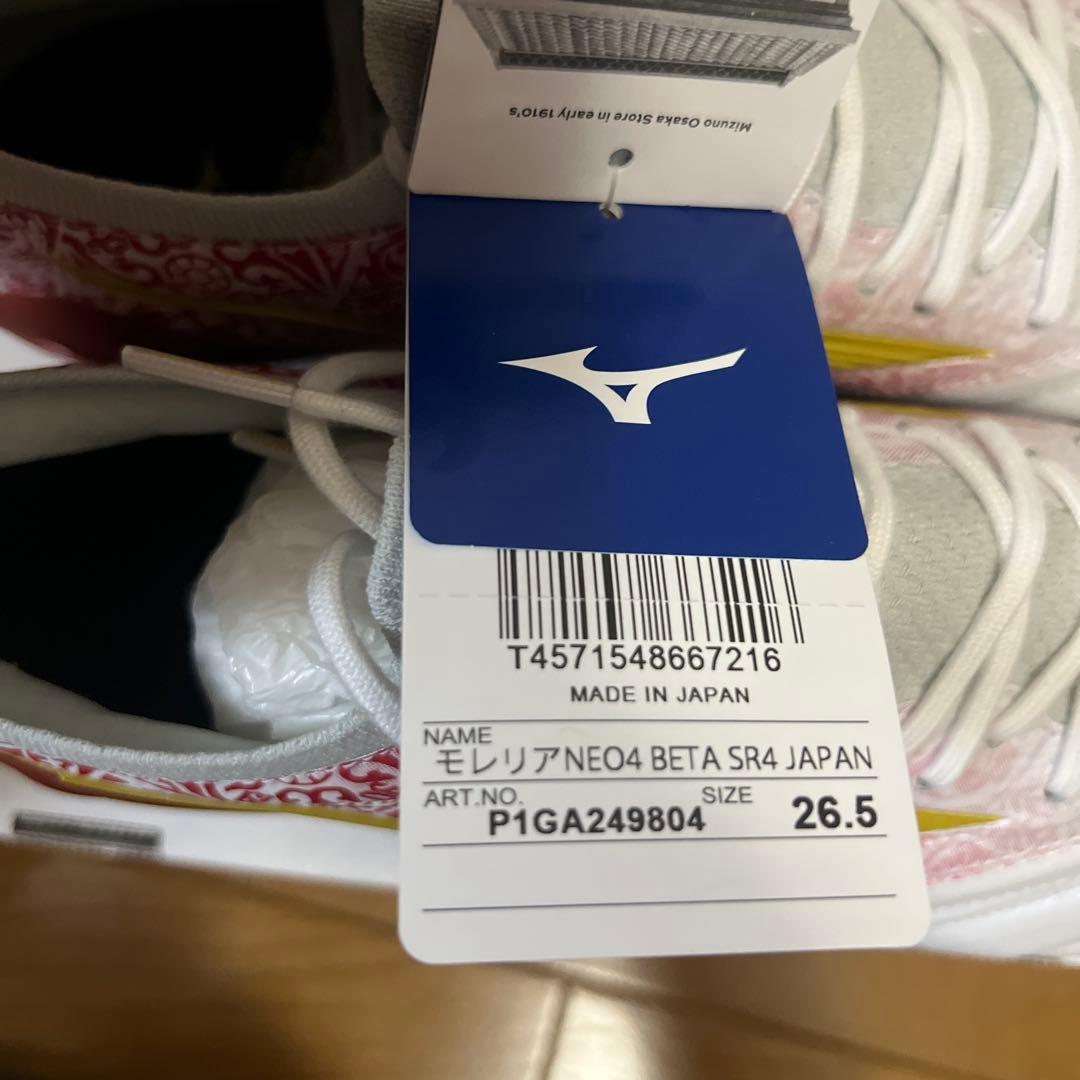 Mizuno Osaka Store in early 1910's
T4571548667216
MADE IN JAPAN
NAME
モレリアNEO4 BETA SR4 JAPAN
ART.NO.
P1GA249804
SIZE
26.5